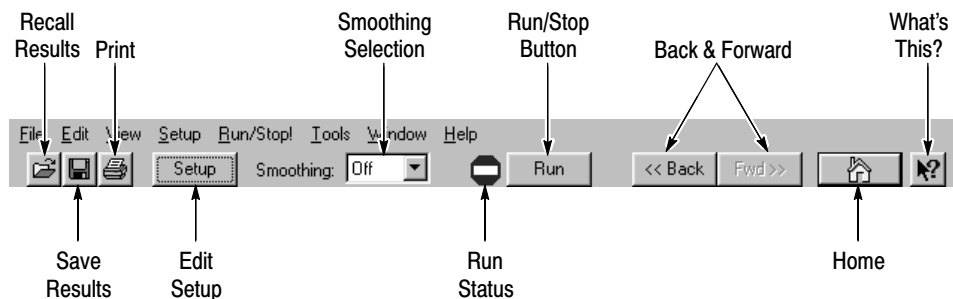 Recall Results
Print
Smoothing Selection
Run/Stop Button
Back & Forward
What's This?
File Edit View Setup Run/Stop! Tools Window Help
Setup Smoothing: Off Run << Back Fwd >>
Save Results
Edit Setup
Run Status
Home